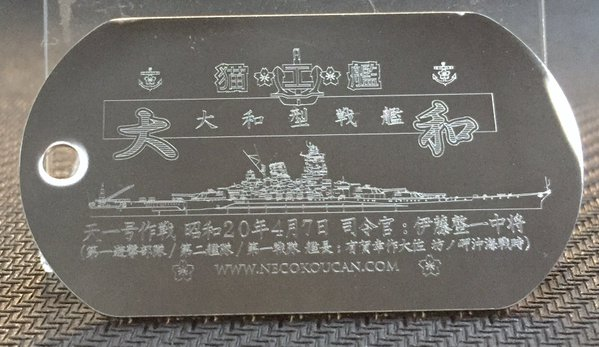 猫工艦
大和
大和型戦艦
天一号作戦 昭和20年4月7日 司令官:伊藤整一中将
(第一遊撃部隊/第二艦隊/第一戦隊 艦長:有賀幸作大佐 坊ノ岬沖海戦時)
WWW.NECOKOUCAN.COM